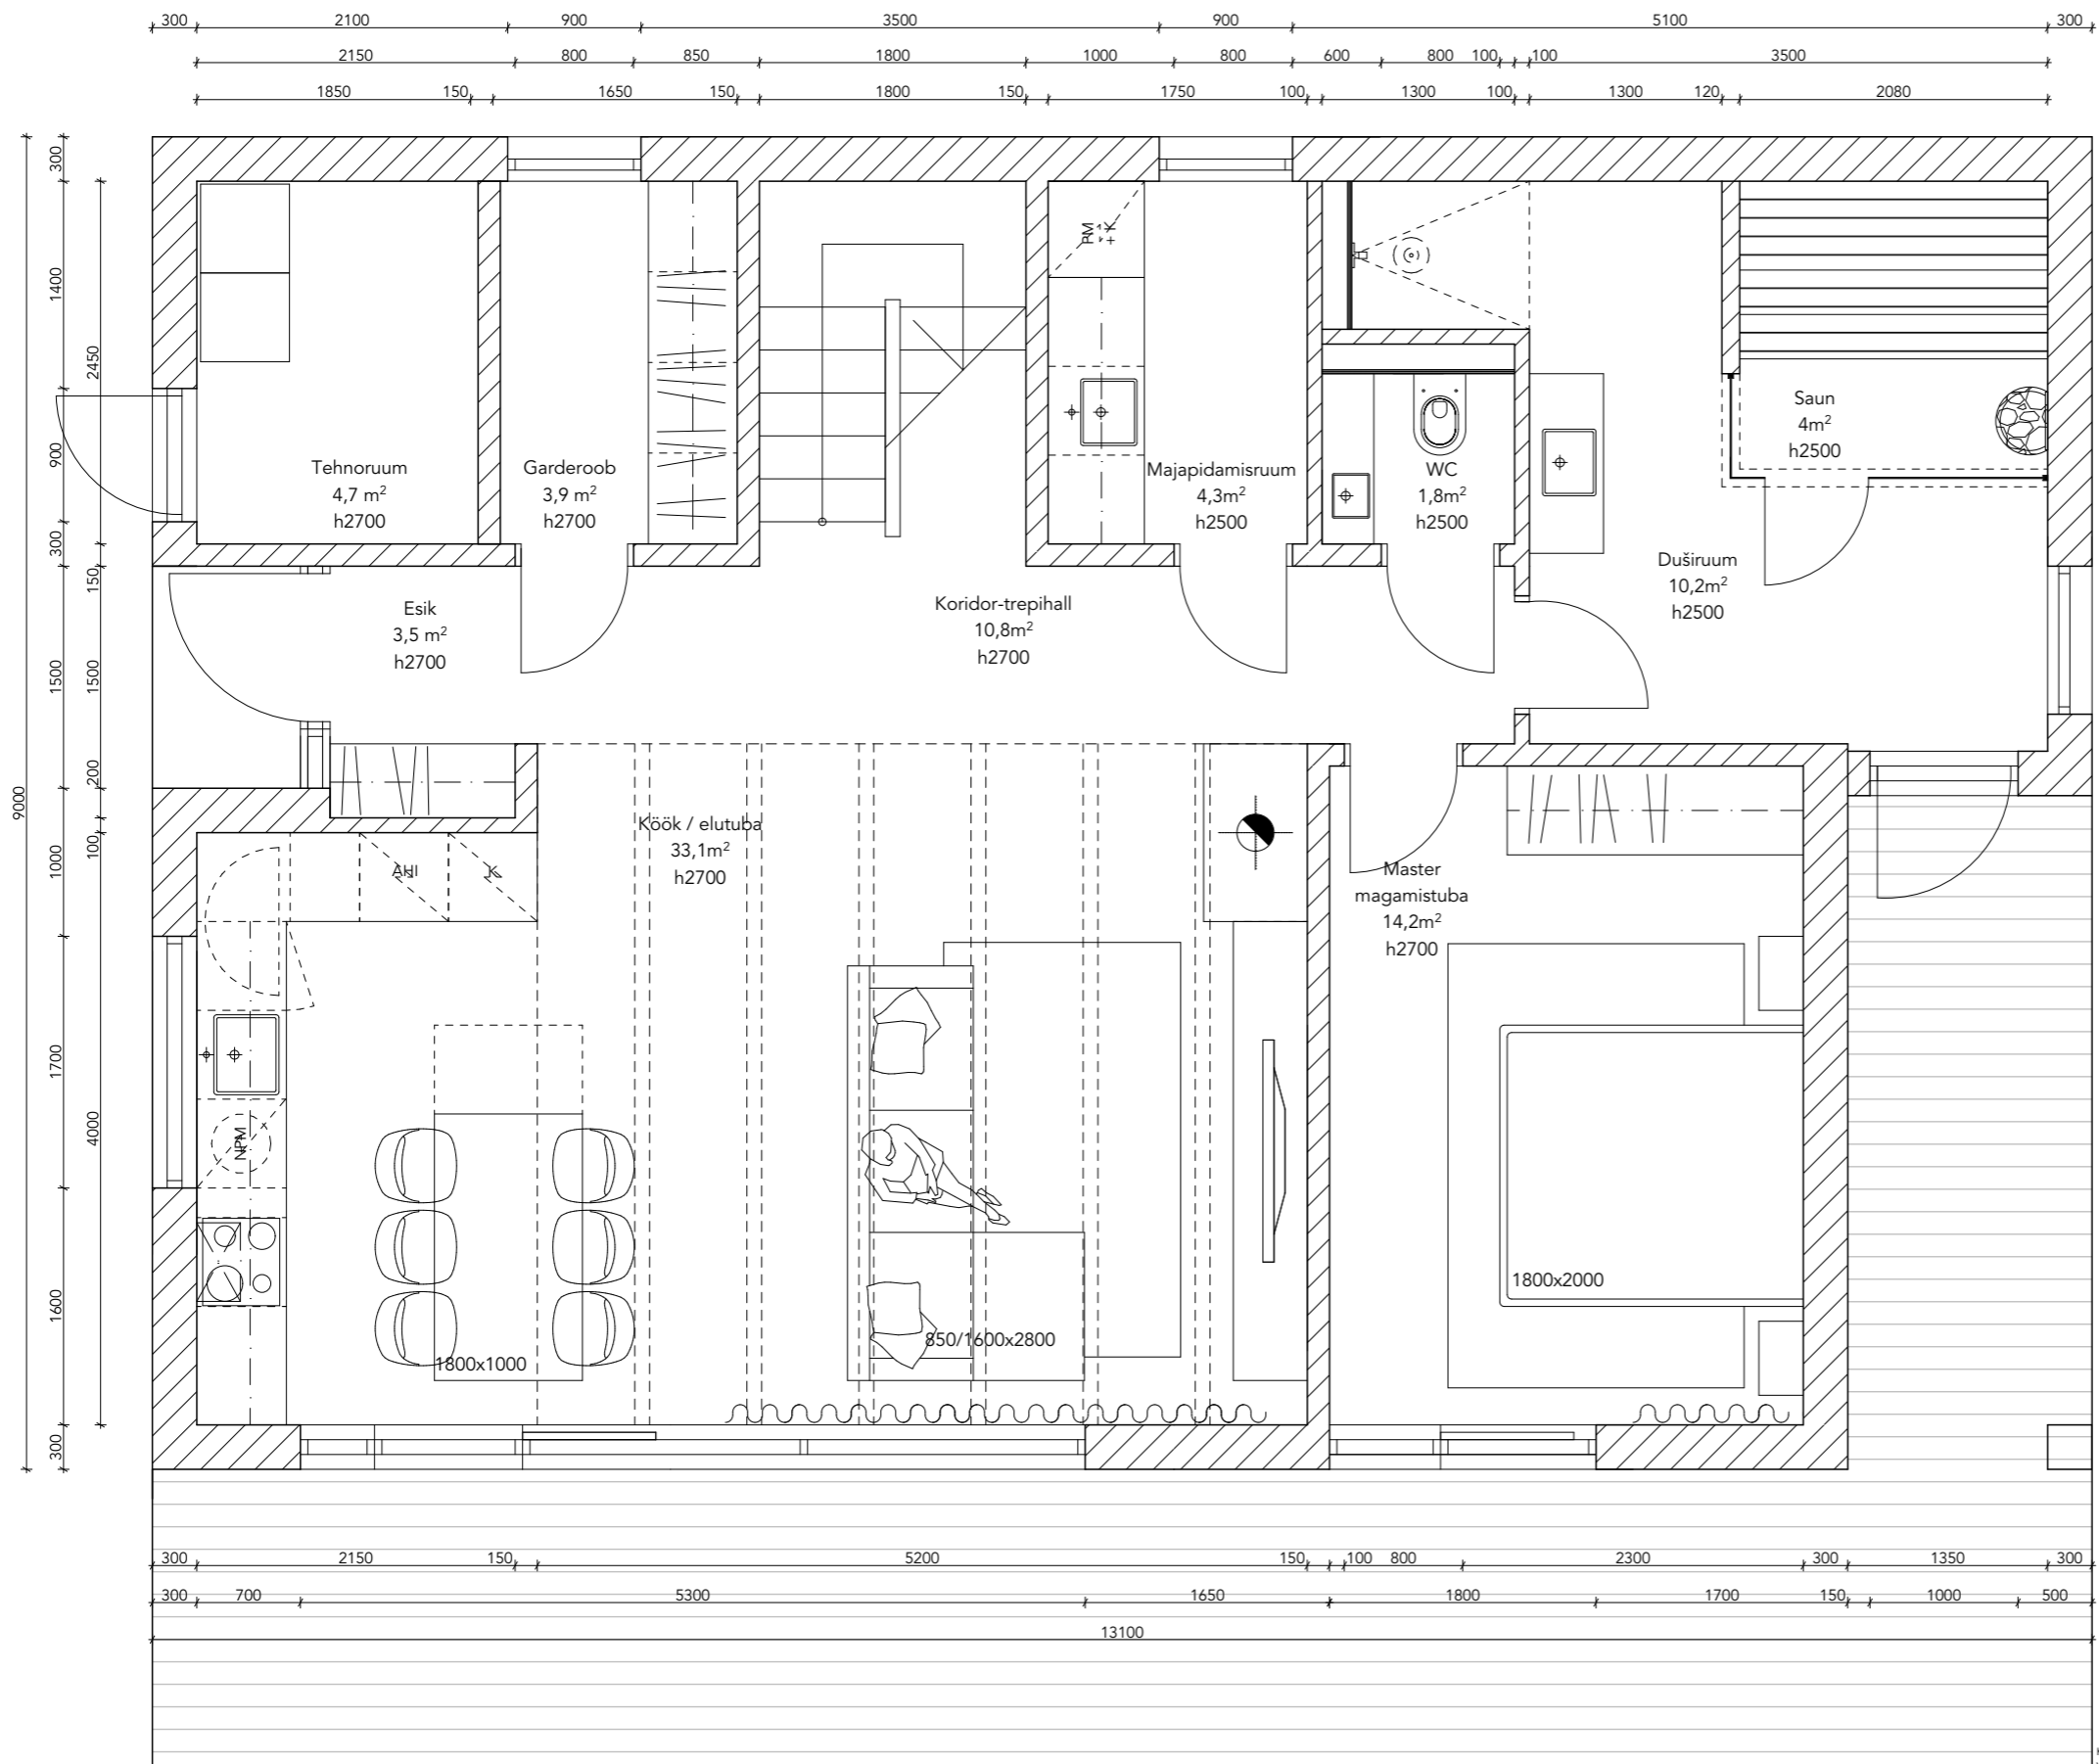 300 2100 900 3500 900 5100 300
2150 800 850 1800 1000 800 600 800 100 100 3500
1850 150 1650 150 1800 150 1750 100 1300 100 1300 120 2080
9000
300 1400 900 300 1500 1000 1700 1600 300
2450 150 1500 200 100 4000
Tehnoruum
4,7 m²
h2700
Garderoob
3,9 m²
h2700
RM
+K
Majapidamisruum
4,3m²
h2500
WC
1,8m²
h2500
Saun
4m²
h2500
Duširuum
10,2m²
h2500
Esik
3,5 m²
h2700
Koridor-trepihall
10,8m²
h2700
Köök / elutuba
33,1m²
h2700
AHI
K
NPM
Master
magamistuba
14,2m²
h2700
1800x2000
850/1600x2800
1800x1000
300 2150 150 5200 150 100 800 2300 300 1350 300
300 700 5300 1650 1800 1700 150 1000 500
13100